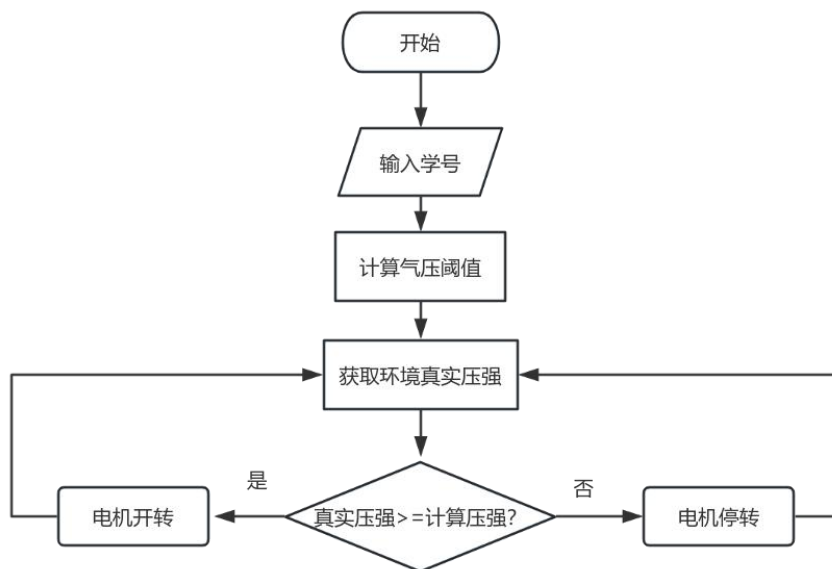 开始
输入学号
计算气压阈值
获取环境真实压强
是
否
电机开转
真实压强>=计算压强?
电机停转